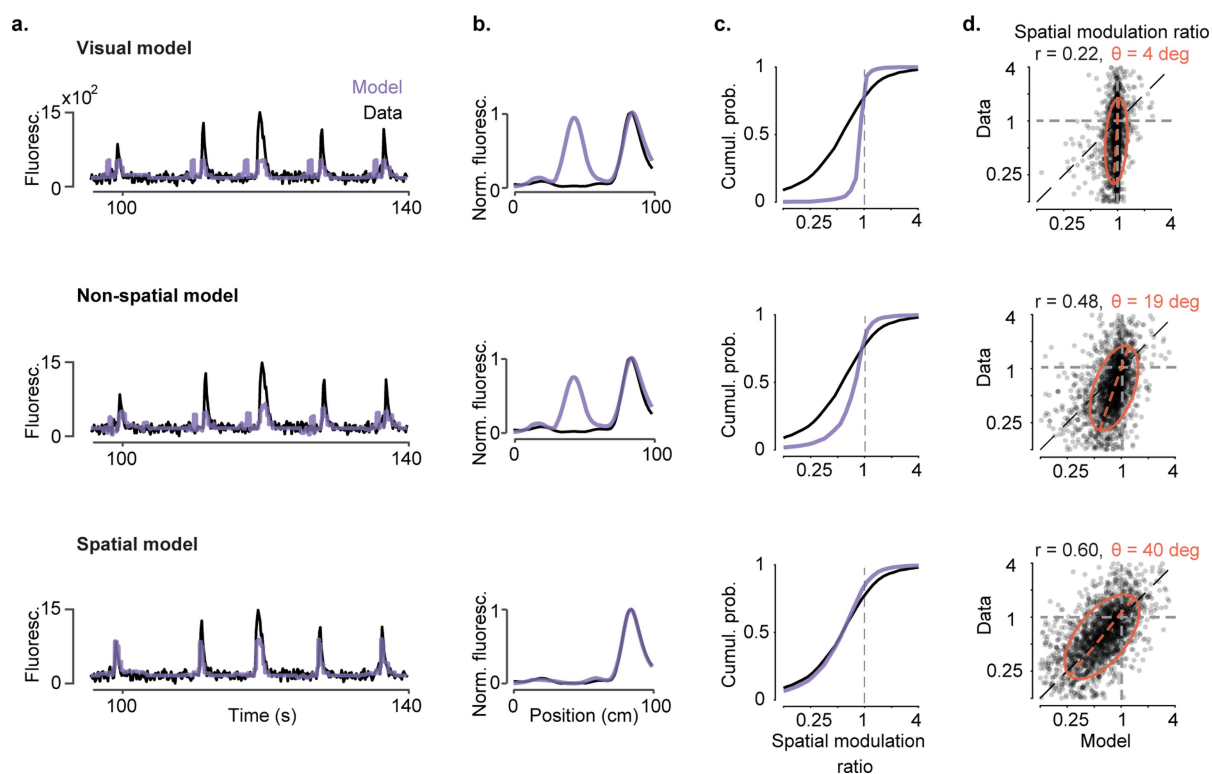 a.
b.
c.
d.
Visual model
Model
Data
×10²
15
0
Fluoresc.
100
140
1
0
Norm. fluoresc.
0
100
1
0.5
0
Cumul. prob.
0.25
1
4
Spatial modulation ratio
r = 0.22, θ = 4 deg
4
1
0.25
Data
0.25
1
4
Non-spatial model
15
0
Fluoresc.
100
140
1
0
Norm. fluoresc.
0
100
1
0.5
0
Cumul. prob.
0.25
1
4
r = 0.48, θ = 19 deg
4
1
0.25
Data
0.25
1
4
Spatial model
15
0
Fluoresc.
100
Time (s)
140
1
0
Norm. fluoresc.
0
Position (cm)
100
1
0.5
0
Cumul. prob.
0.25
1
4
Spatial modulation
ratio
r = 0.60, θ = 40 deg
4
1
0.25
Data
0.25
1
4
Model